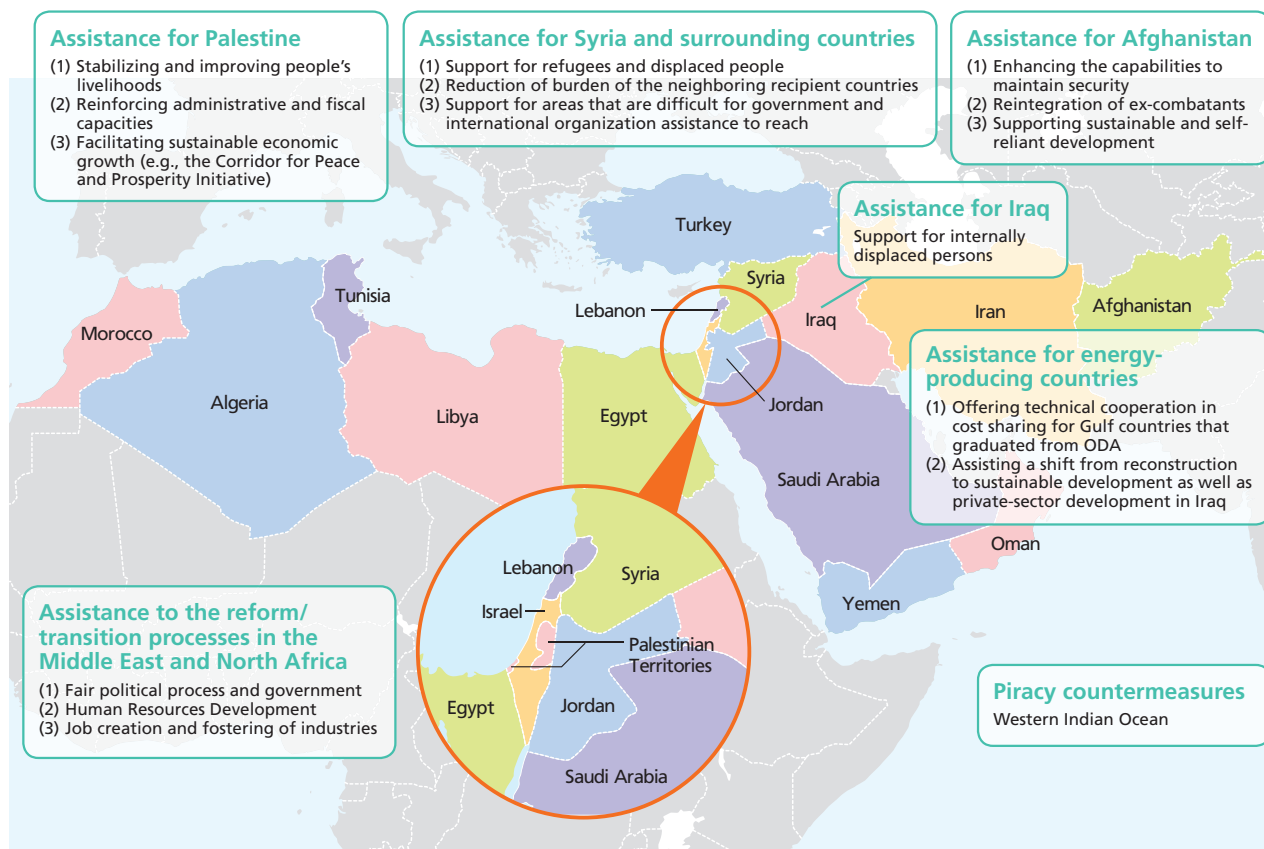 Assistance for Palestine
(1) Stabilizing and improving people's
livelihoods
(2) Reinforcing administrative and fiscal
capacities
(3) Facilitating sustainable economic
growth (e.g., the Corridor for Peace
and Prosperity Initiative)
Assistance for Syria and surrounding countries
(1) Support for refugees and displaced people
(2) Reduction of burden of the neighboring recipient countries
(3) Support for areas that are difficult for government and
international organization assistance to reach
Assistance for Afghanistan
(1) Enhancing the capabilities to
maintain security
(2) Reintegration of ex-combatants
(3) Supporting sustainable and self-
reliant development
Assistance for Iraq
Support for internally
displaced persons
Turkey
Syria
Lebanon
Iraq
Iran
Afghanistan
Tunisia
Morocco
Algeria
Libya
Egypt
Jordan
Saudi Arabia
Assistance for energy-
producing countries
(1) Offering technical cooperation in
cost sharing for Gulf countries that
graduated from ODA
(2) Assisting a shift from reconstruction
to sustainable development as well as
private-sector development in Iraq
Oman
Yemen
Lebanon
Syria
Israel
Palestinian
Territories
Egypt
Jordan
Saudi Arabia
Assistance to the reform/
transition processes in the
Middle East and North Africa
(1) Fair political process and government
(2) Human Resources Development
(3) Job creation and fostering of industries
Piracy countermeasures
Western Indian Ocean